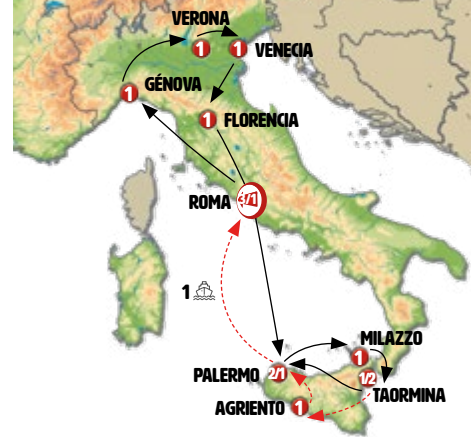 VERONA
1
1
VENECIA
GÉNOVA
1
1
FLORENCIA
ROMA
3/1
1
MILAZZO
1
PALERMO
2/1
1/2
TAORMINA
AGRIENTO
1